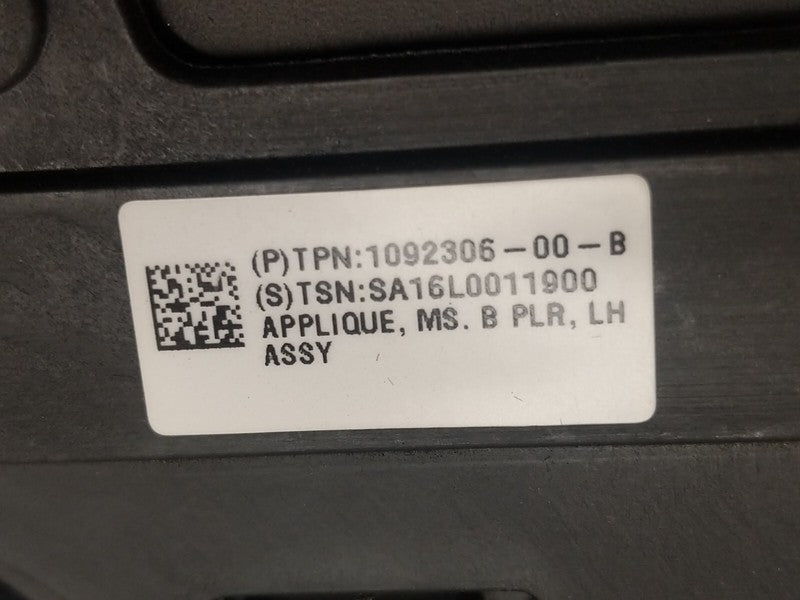 (P)TPN:1092306-00-B
(S)TSN:SA16L0011900
APPLIQUE, MS. B PLR, LH
ASSY